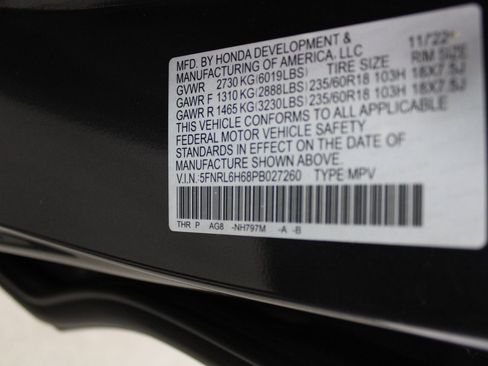 MFD. BY HONDA DEVELOPMENT & 11/22
MANUFACTURING OF AMERICA, LLC
GVWR 2730 KG (6019LBS) TIRE SIZE RIM SIZE
GAWR F 1310 KG (2888LBS) 235/60R18 103H 18X7.5J
GAWR R 1465 KG (3230LBS) 235/60R18 103H 18X7.5J
THIS VEHICLE CONFORMS TO ALL APPLICABLE
FEDERAL MOTOR VEHICLE SAFETY
STANDARDS IN EFFECT ON THE DATE OF
MANUFACTURE SHOWN ABOVE.
V.I.N.:5FNRL6H68PB027260 TYPE:MPV
THR P AG8 -NH797M -A -B